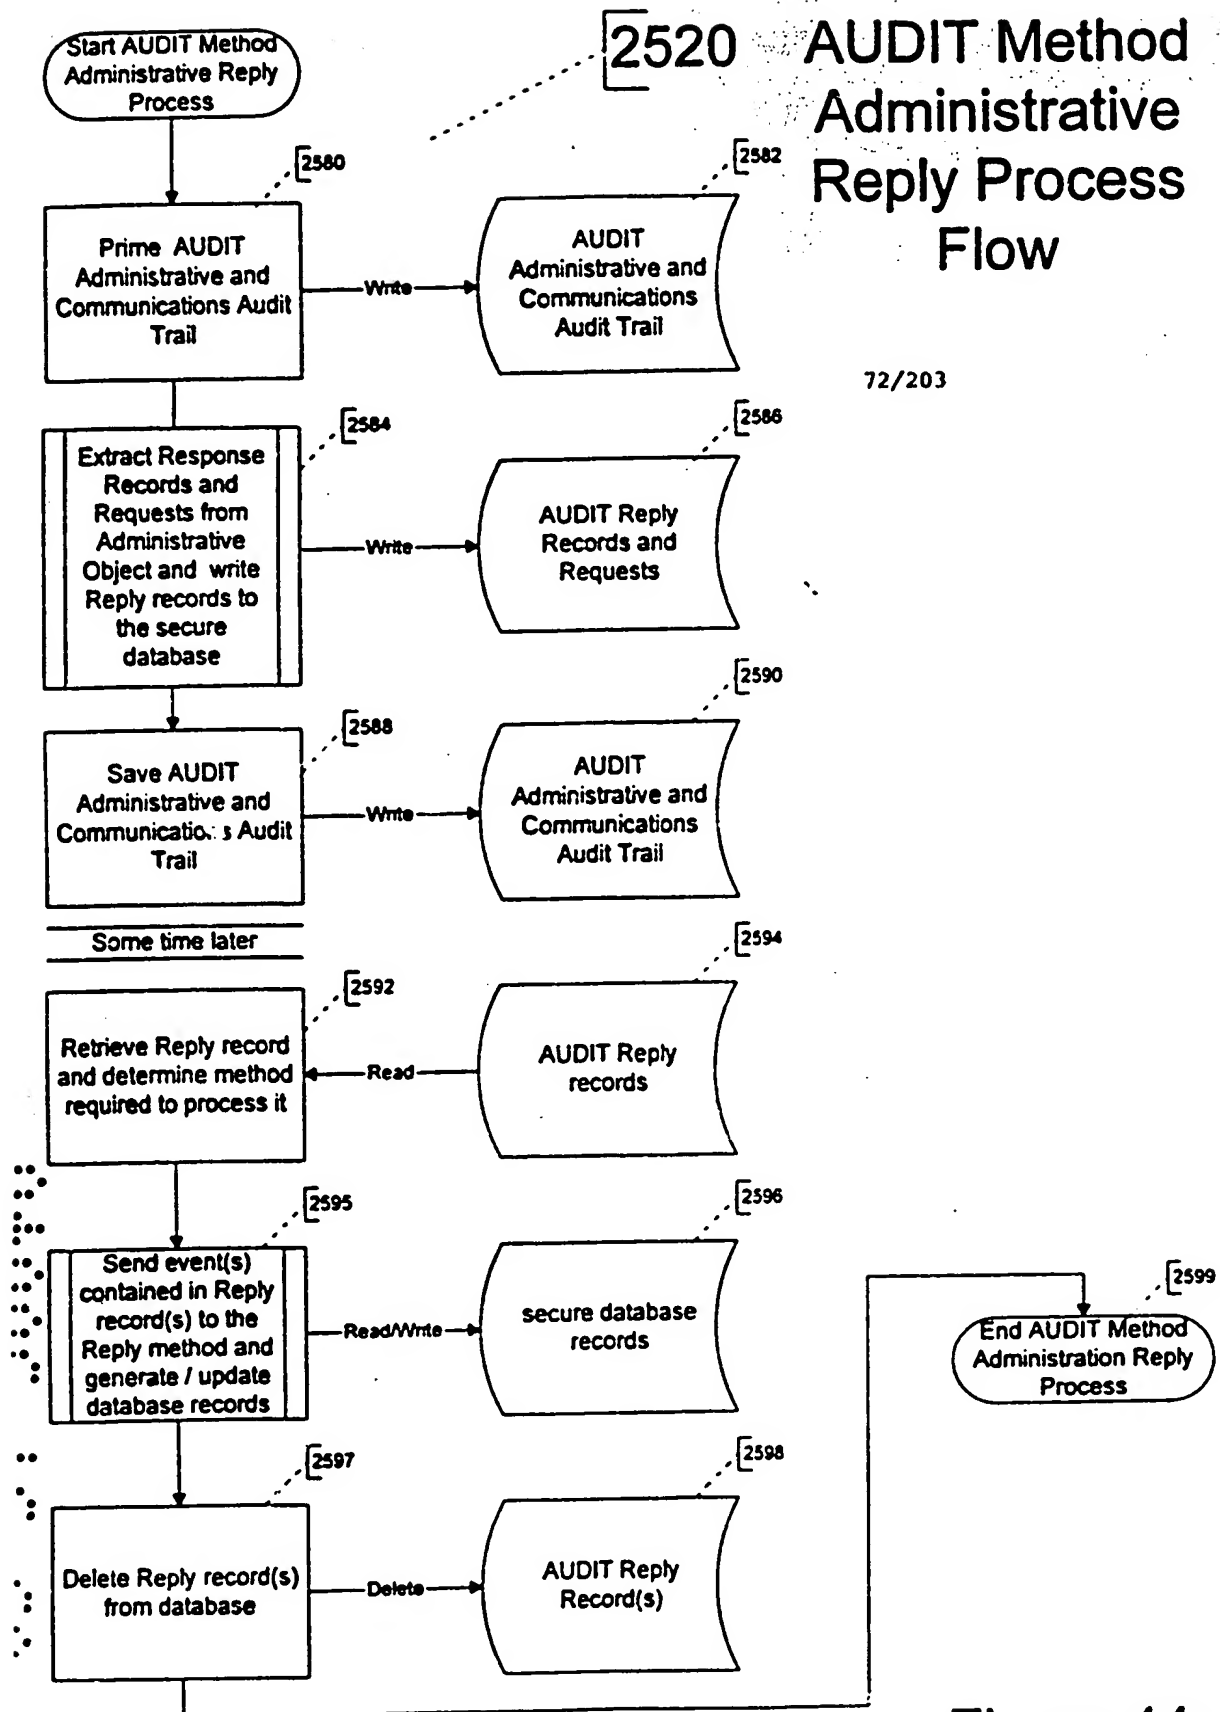 Start AUDIT Method
Administrative Reply
Process
2520
AUDIT Method
Administrative
Reply Process
Flow
72/203
2580
Prime AUDIT
Administrative and
Communications Audit
Trail
Write
2582
AUDIT
Administrative and
Communications
Audit Trail
2584
Extract Response
Records and
Requests from
Administrative
Object and write
Reply records to
the secure
database
Write
2586
AUDIT Reply
Records and
Requests
2588
Save AUDIT
Administrative and
Communications Audit
Trail
Write
2590
AUDIT
Administrative and
Communications
Audit Trail
Some time later
2592
Retrieve Reply record
and determine method
required to process it
Read
2594
AUDIT Reply
records
2595
Send event(s)
contained in Reply
record(s) to the
Reply method and
generate / update
database records
Read/Write
2596
secure database
records
2597
Delete Reply record(s)
from database
Delete
2598
AUDIT Reply
Record(s)
2599
End AUDIT Method
Administration Reply
Process